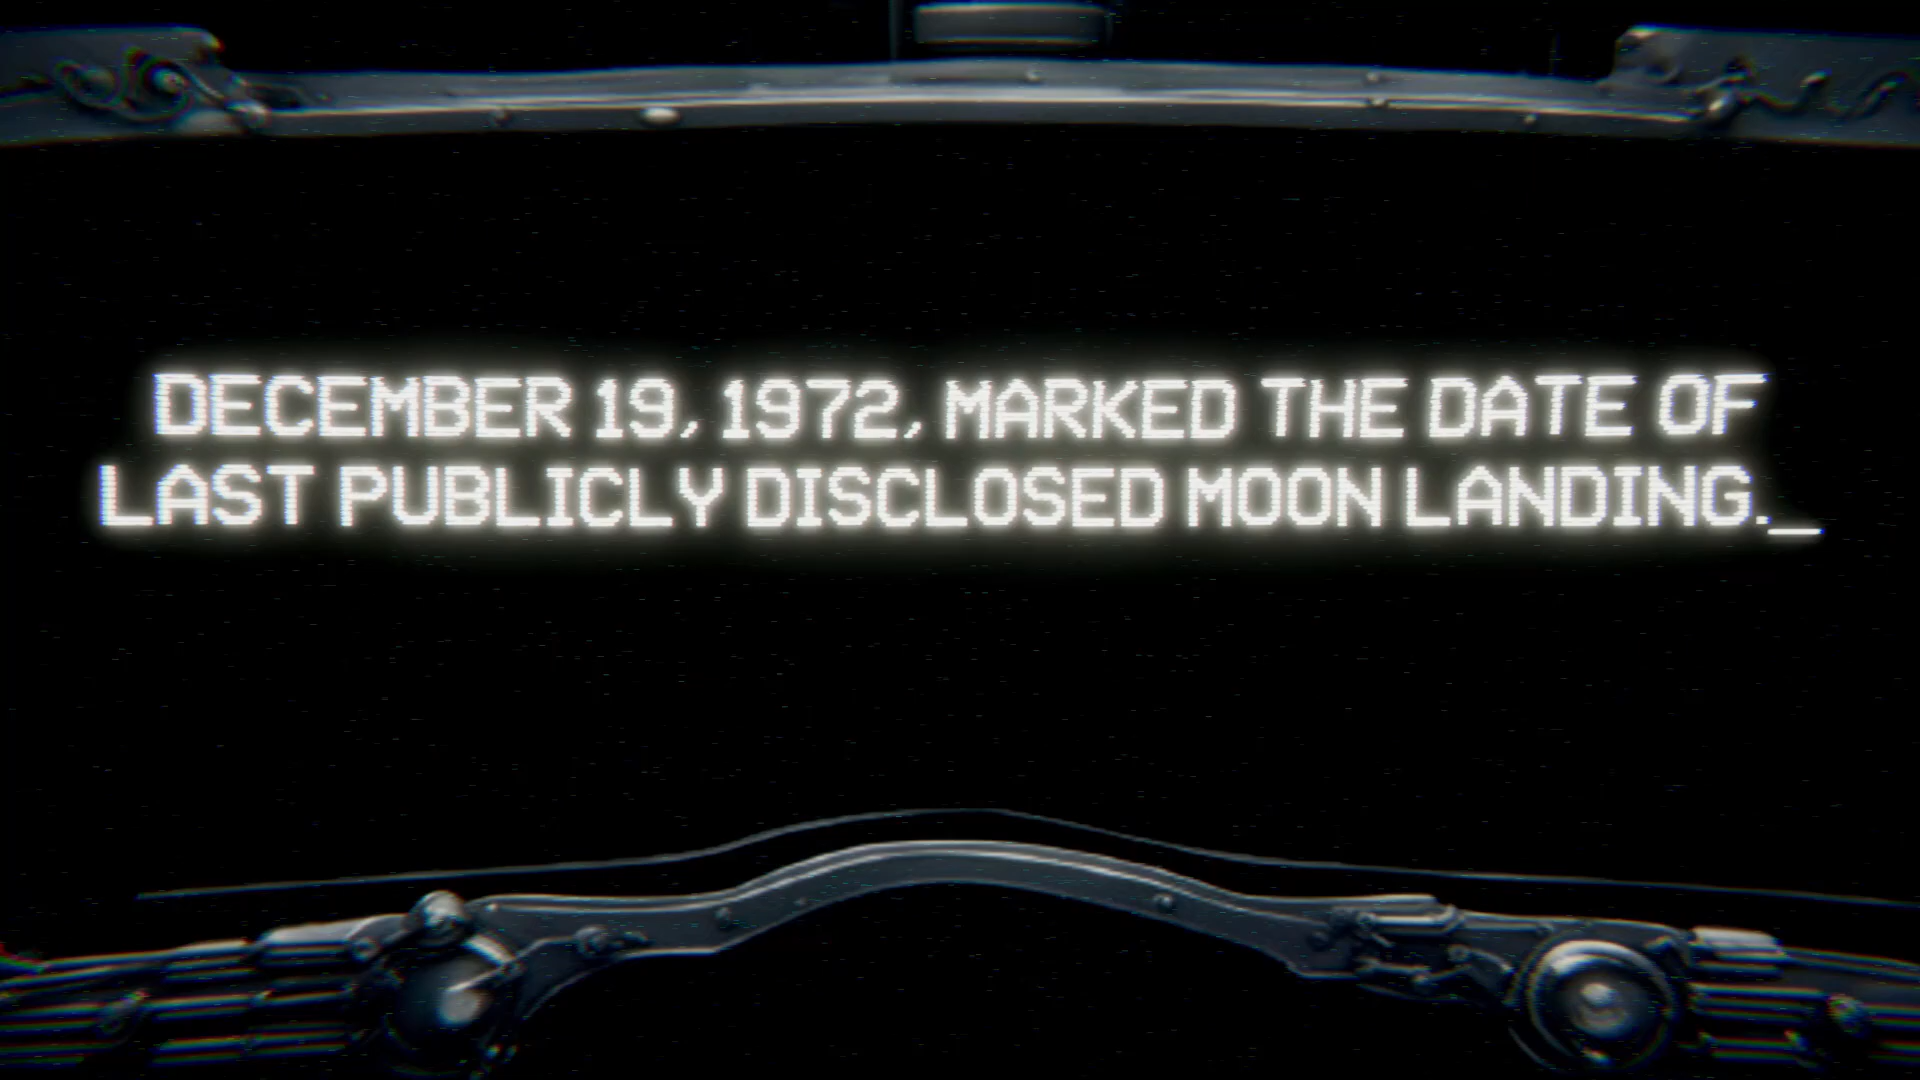 DECEMBER 19, 1972, MARKED THE DATE OF
LAST PUBLICLY DISCLOSED MOON LANDING._